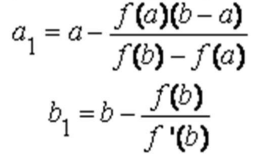 a₁ = a − f(a)(b − a) / f(b) − f(a)
b₁ = b − f(b) / f '(b)